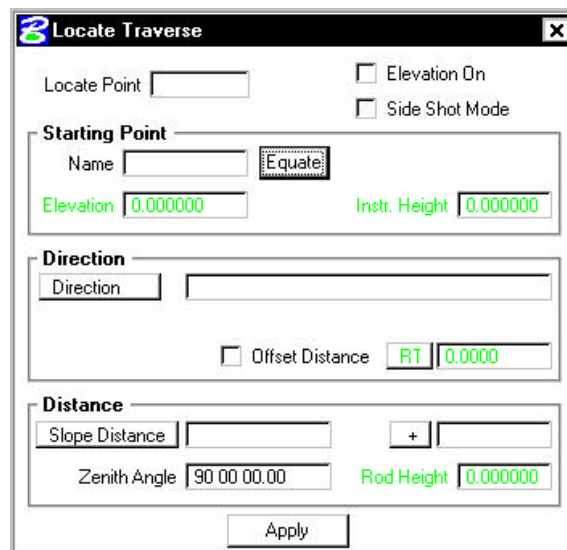 Locate Traverse
Locate Point
Elevation On
Side Shot Mode
Starting Point
Name Equate
Elevation 0.000000 Instr. Height 0.000000
Direction
Direction
Offset Distance RT 0.0000
Distance
Slope Distance +
Zenith Angle 90 00 00.00 Rod Height 0.000000
Apply